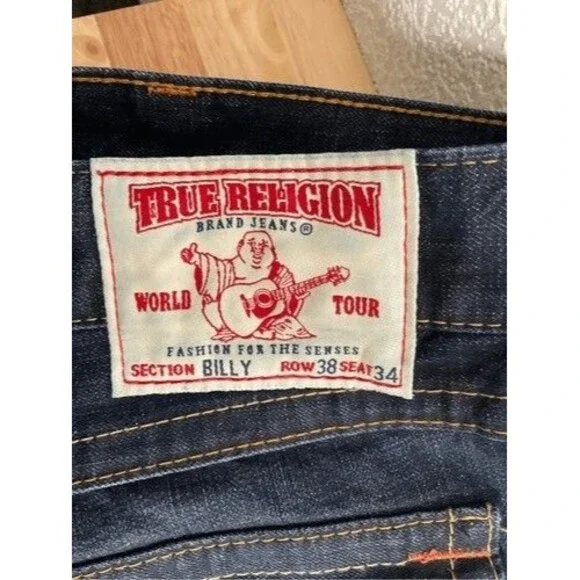 TRUE RELIGION
BRAND JEANS®
WORLD TOUR
FASHION FOR THE SENSES
SECTION BILLY ROW 38 SEAT 34